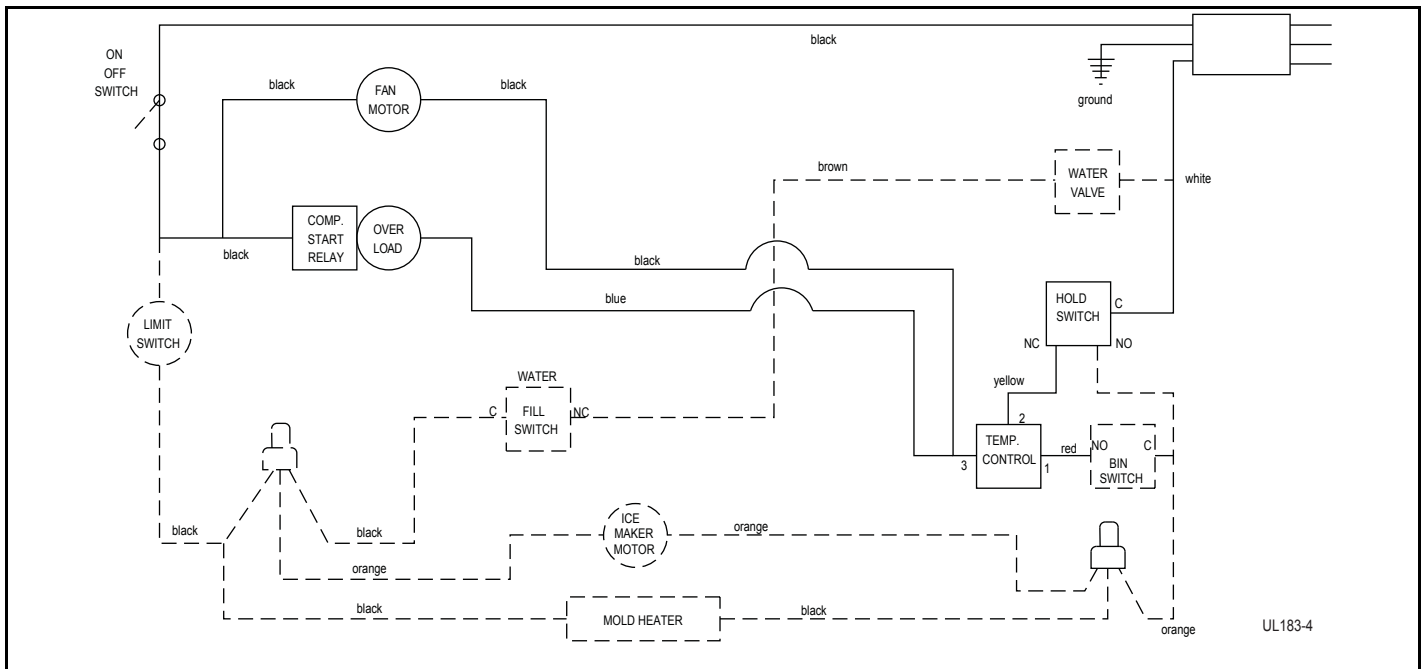 black
ON
OFF
SWITCH
black
FAN
MOTOR
black
ground
brown
WATER
VALVE
white
COMP.
START
RELAY
OVER
LOAD
black
black
blue
HOLD
SWITCH
C
NC
NO
LIMIT
SWITCH
WATER
C
FILL
SWITCH
NC
yellow
2
TEMP.
CONTROL
3
1
red
NO
C
BIN
SWITCH
black
black
orange
ICE
MAKER
MOTOR
orange
black
MOLD HEATER
black
orange
UL183-4